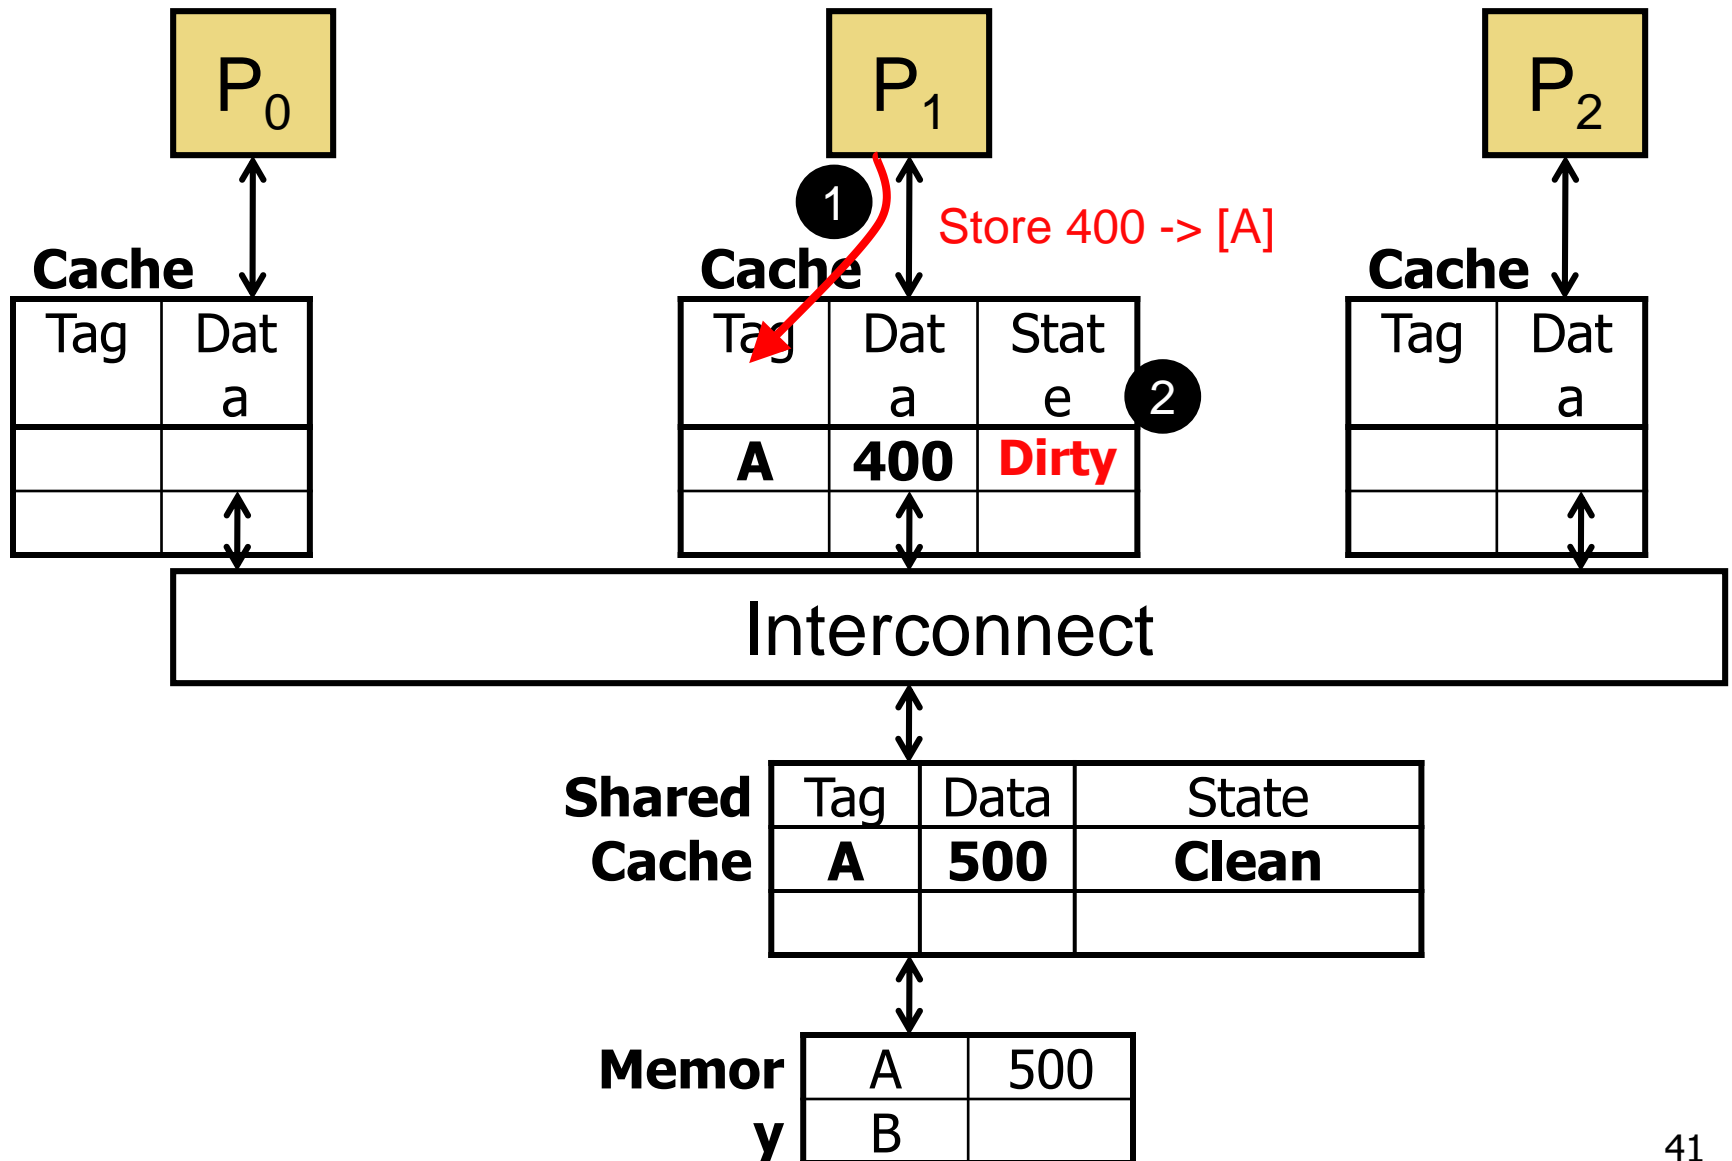 P0 P1 P2
1
Store 400 -> [A]
Cache Cache Cache
Tag Dat Tag Dat Stat Tag Dat
a a e 2 a
A 400 Dirty
Interconnect
Shared Tag Data State
Cache A 500 Clean
Memor A 500
y B
41